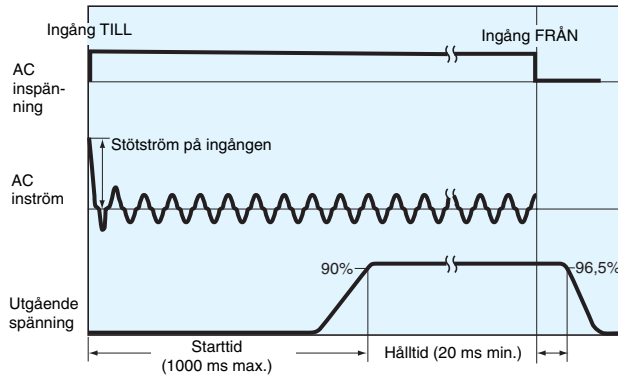 Ingång TILL
Ingång FRÅN
AC
inspän-
ning
Stötström på ingången
AC
inström
90%
96,5%
Utgående
spänning
Starttid
(1000 ms max.)
Hålltid (20 ms min.)